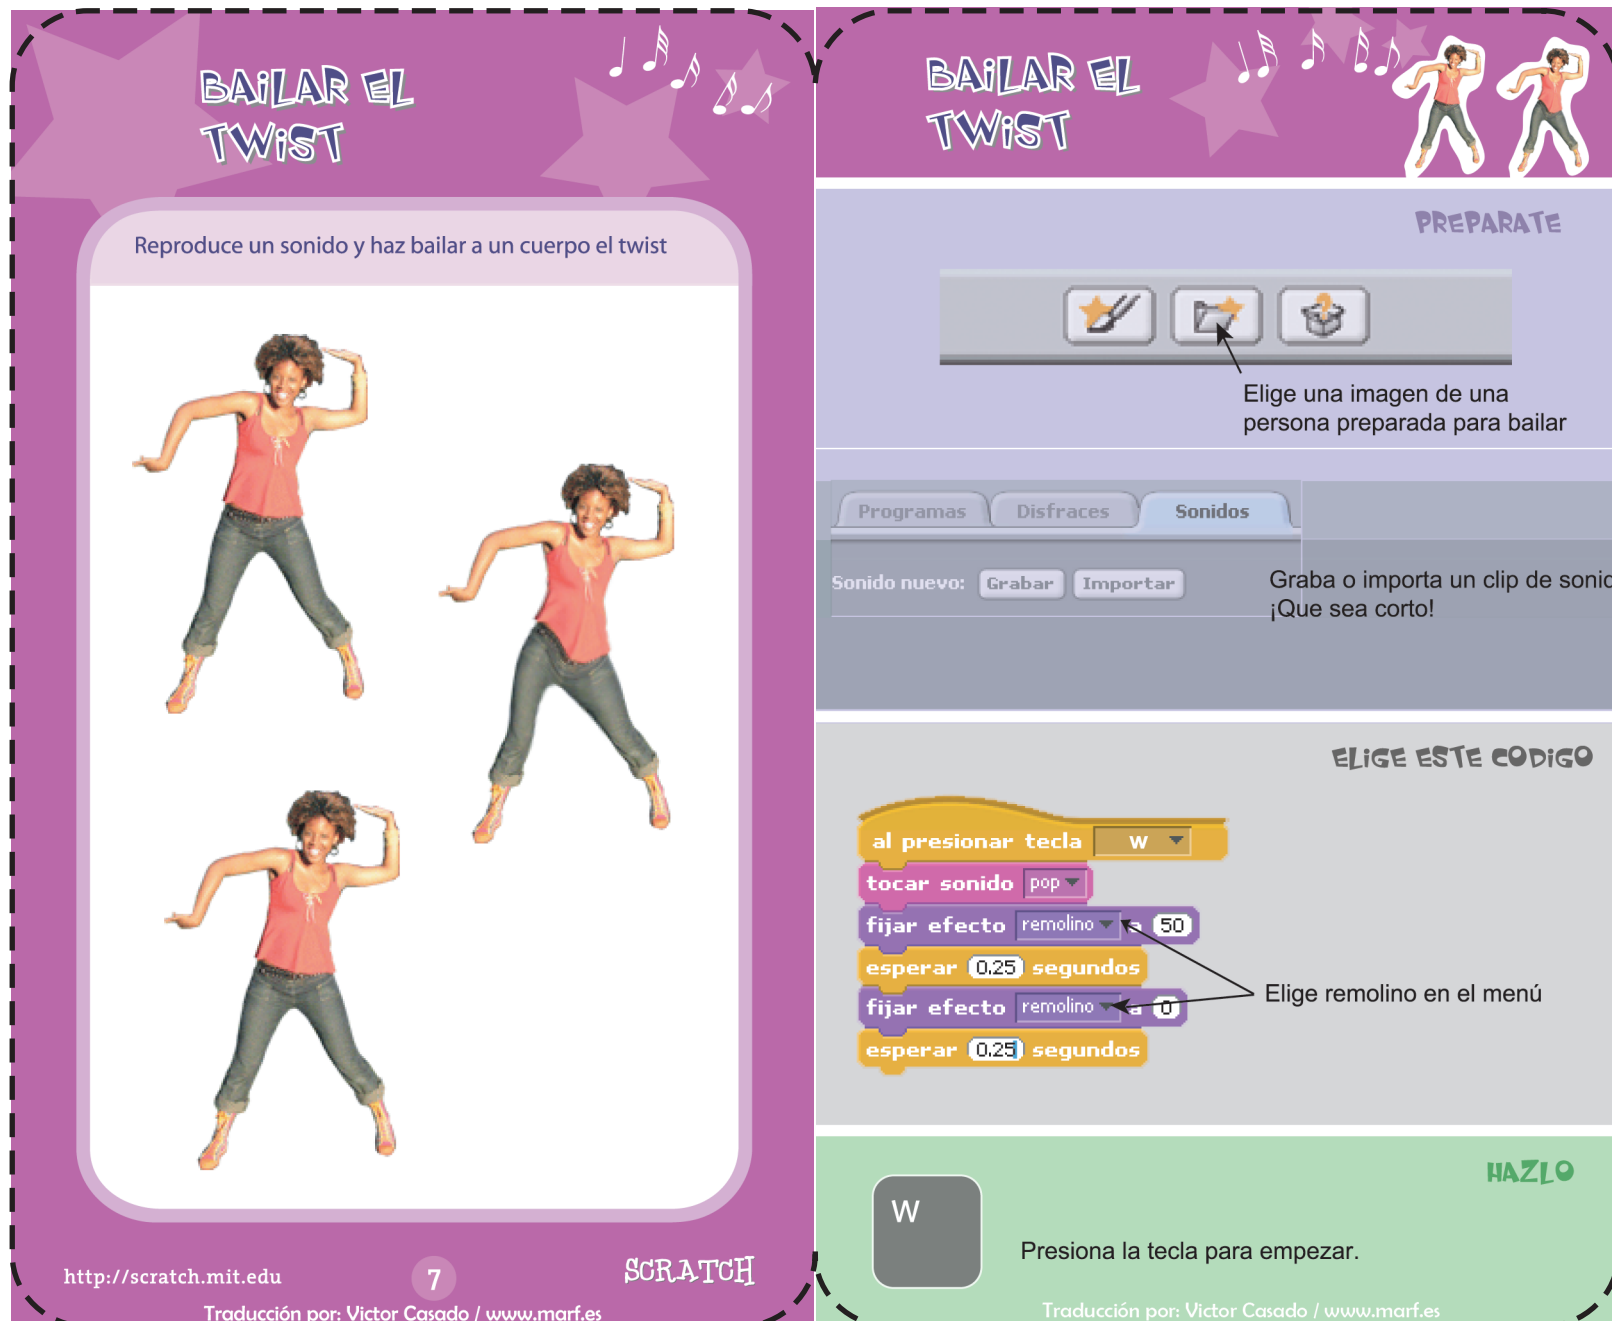 BAiLAR EL
TWiST
Reproduce un sonido y haz bailar a un cuerpo el twist
http://scratch.mit.edu
7
SCRATCH
Traducción por: Victor Casado / www.marf.es
BAiLAR EL
TWiST
PREPARATE
Elige una imagen de una
persona preparada para bailar
Programas Disfraces Sonidos
Sonido nuevo: Grabar Importar
Graba o importa un clip de
¡Que sea corto!
ELiGE ESTE CODiGO
al presionar tecla W
tocar sonido pop
fijar efecto remolino a 50
esperar 0.25 segundos
fijar efecto remolino a 0
esperar 0.25 segundos
Elige remolino en el menú
HAZLO
W
Presiona la tecla para empezar.
Traducción por: Victor Casado / www.marf.es